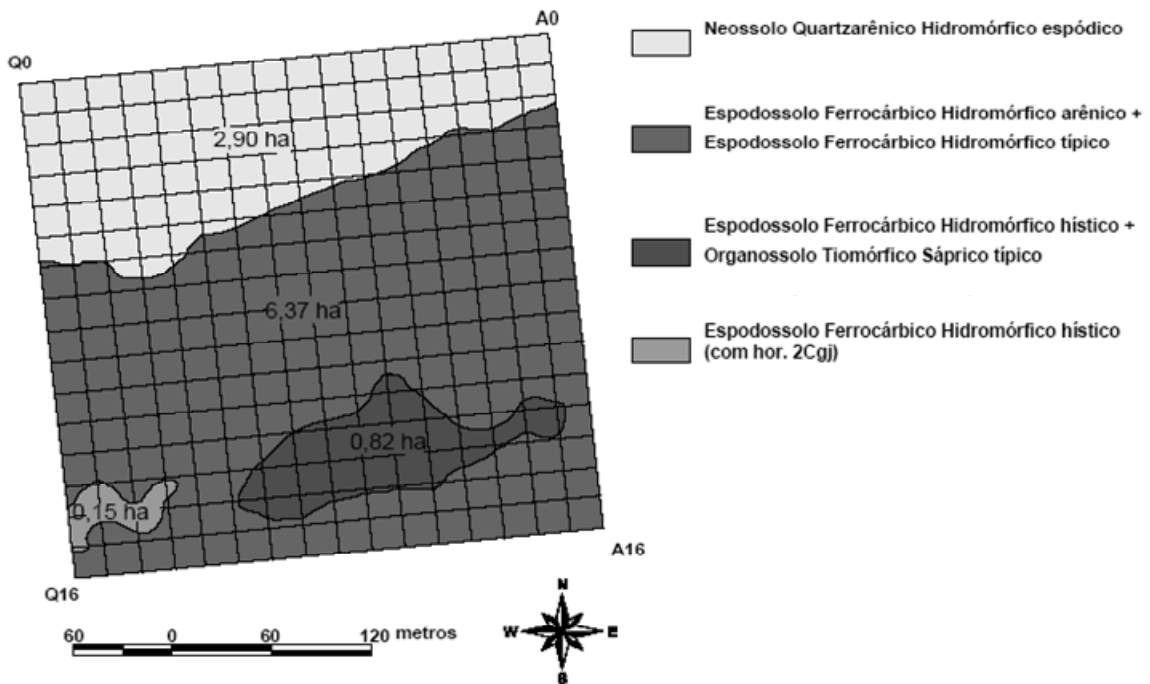 Q0
A0
2,90 ha
6,37 ha
0,82 ha
0,15 ha
Q16
A16
60 0 60 120 metros
N
W E
S
Neossolo Quartzarênico Hidromórfico espódico
Espodossolo Ferrocárbico Hidromórfico arênico +
Espodossolo Ferrocárbico Hidromórfico típico
Espodossolo Ferrocárbico Hidromórfico hístico +
Organossolo Tiomórfico Sáprico típico
Espodossolo Ferrocárbico Hidromórfico hístico
(com hor. 2Cgj)